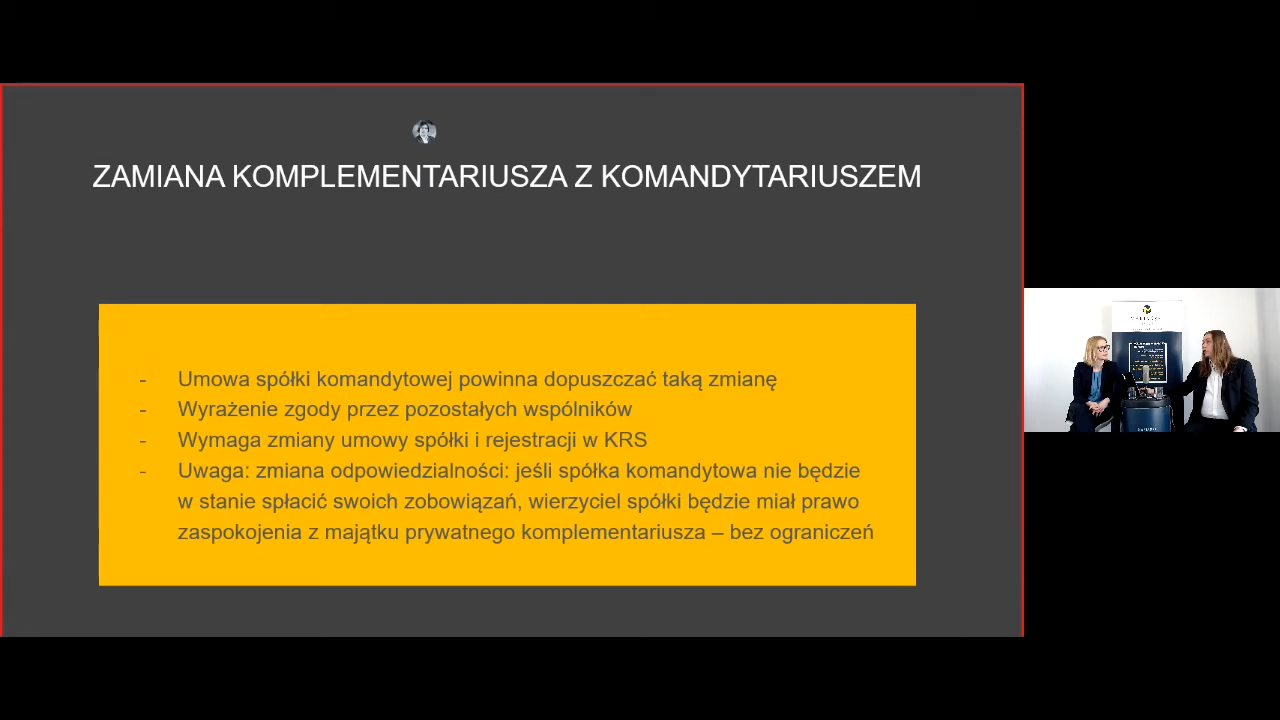 ZAMIANA KOMPLEMENTARIUSZA Z KOMANDYTARIUSZEM
- Umowa spółki komandytowej powinna dopuszczać taką zmianę
- Wyrażenie zgody przez pozostałych wspólników
- Wymaga zmiany umowy spółki i rejestracji w KRS
- Uwaga: zmiana odpowiedzialności: jeśli spółka komandytowa nie będzie
w stanie spłacić swoich zobowiązań, wierzyciel spółki będzie miał prawo
zaspokojenia z majątku prywatnego komplementariusza – bez ograniczeń